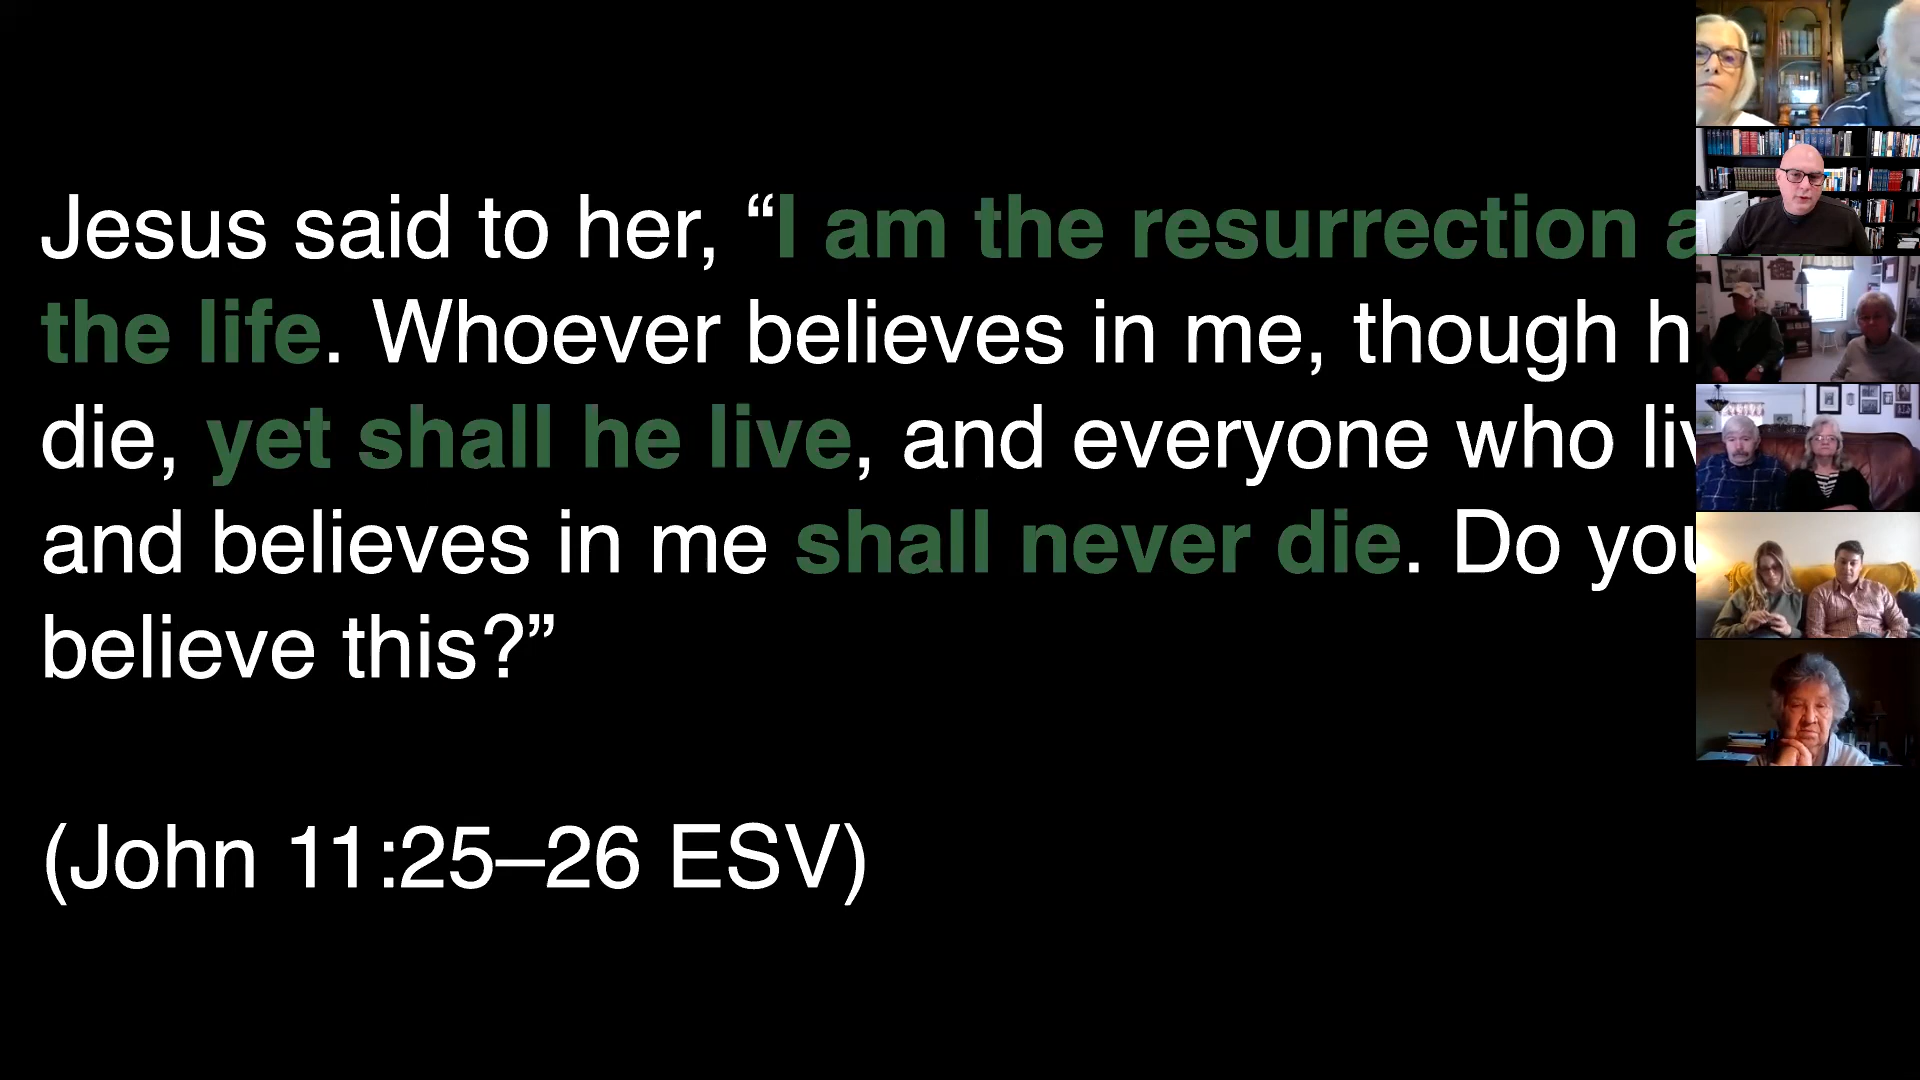 Jesus said to her, “I am the resurrection a
the life. Whoever believes in me, though h
die, yet shall he live, and everyone who liv
and believes in me shall never die. Do you
believe this?”
(John 11:25–26 ESV)